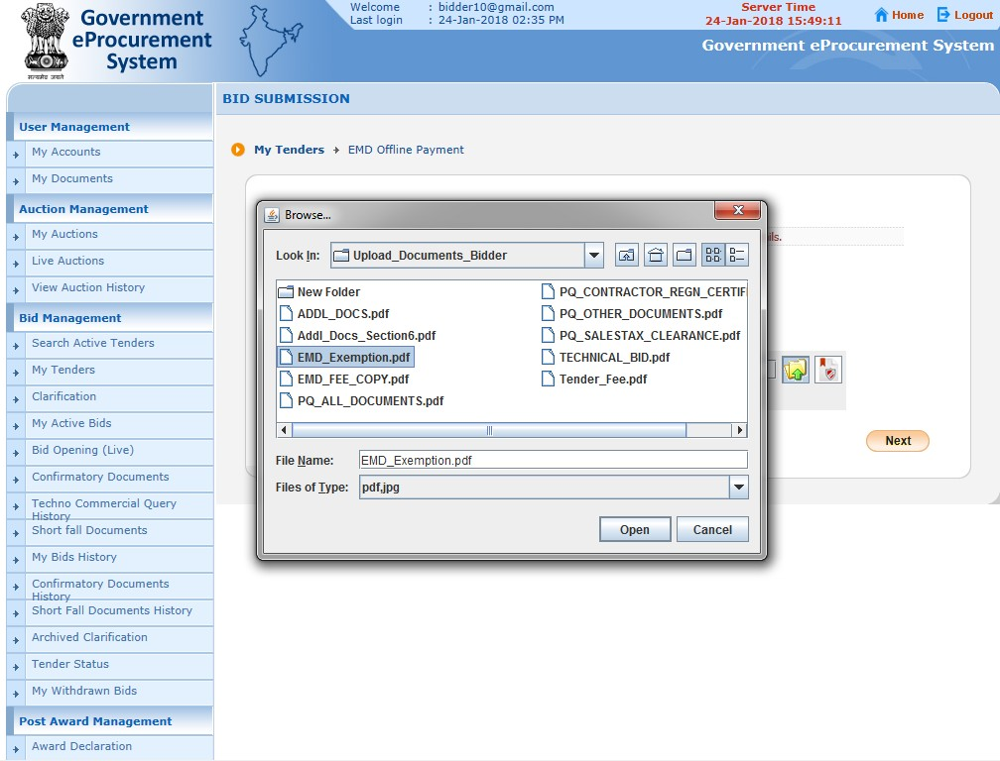 Government
eProcurement
System
सत्यमेव जयते
Welcome : bidder10@gmail.com
Last login : 24-Jan-2018 02:35 PM
Server Time
24-Jan-2018 15:49:11
Home
Logout
Government eProcurement System
BID SUBMISSION
My Tenders
EMD Offline Payment
User Management
My Accounts
My Documents
Auction Management
My Auctions
Live Auctions
View Auction History
Bid Management
Search Active Tenders
My Tenders
Clarification
My Active Bids
Bid Opening (Live)
Confirmatory Documents
Techno Commercial Query
History
Short fall Documents
My Bids History
Confirmatory Documents
History
Short Fall Documents History
Archived Clarification
Tender Status
My Withdrawn Bids
Post Award Management
Award Declaration
Browse...
Look In: Upload_Documents_Bidder
New Folder
ADDL_DOCS.pdf
Addl_Docs_Section6.pdf
EMD_Exemption.pdf
EMD_FEE_COPY.pdf
PQ_ALL_DOCUMENTS.pdf
PQ_CONTRACTOR_REGN_CERTIFI
PQ_OTHER_DOCUMENTS.pdf
PQ_SALESTAX_CLEARANCE.pdf
TECHNICAL_BID.pdf
Tender_Fee.pdf
File Name: EMD_Exemption.pdf
Files of Type: pdf,jpg
Open
Cancel
ils.
Next